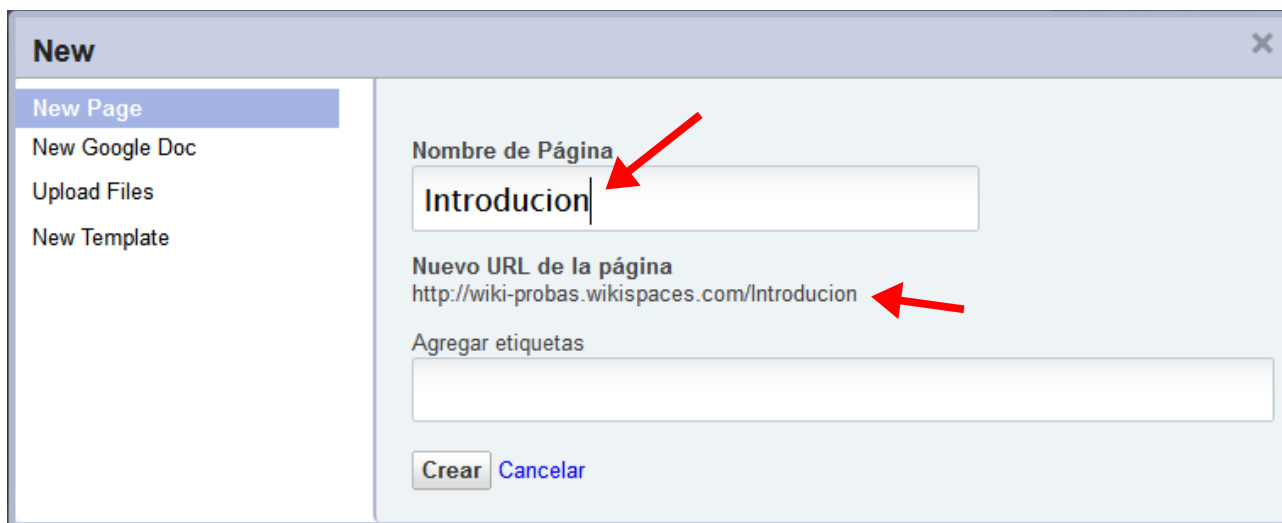 New
New Page
New Google Doc
Upload Files
New Template
Nombre de Página
Introducion
Nuevo URL de la página
http://wiki-probas.wikispaces.com/Introducion
Agregar etiquetas
Crear Cancelar